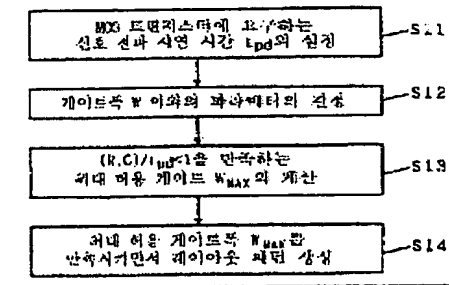 MOS 트랜지스터에 요구하는
신호 전파 지연 시간 tpd의 설정
S11
게이트폭 W 이외의 파라메터의 결정
S12
(R.C)/tpd<1을 만족하는
최대 허용 게이트 WMAX의 계산
S13
최대 허용 게이트폭 WMAX를
만족시키면서 레이아웃 패턴
S14